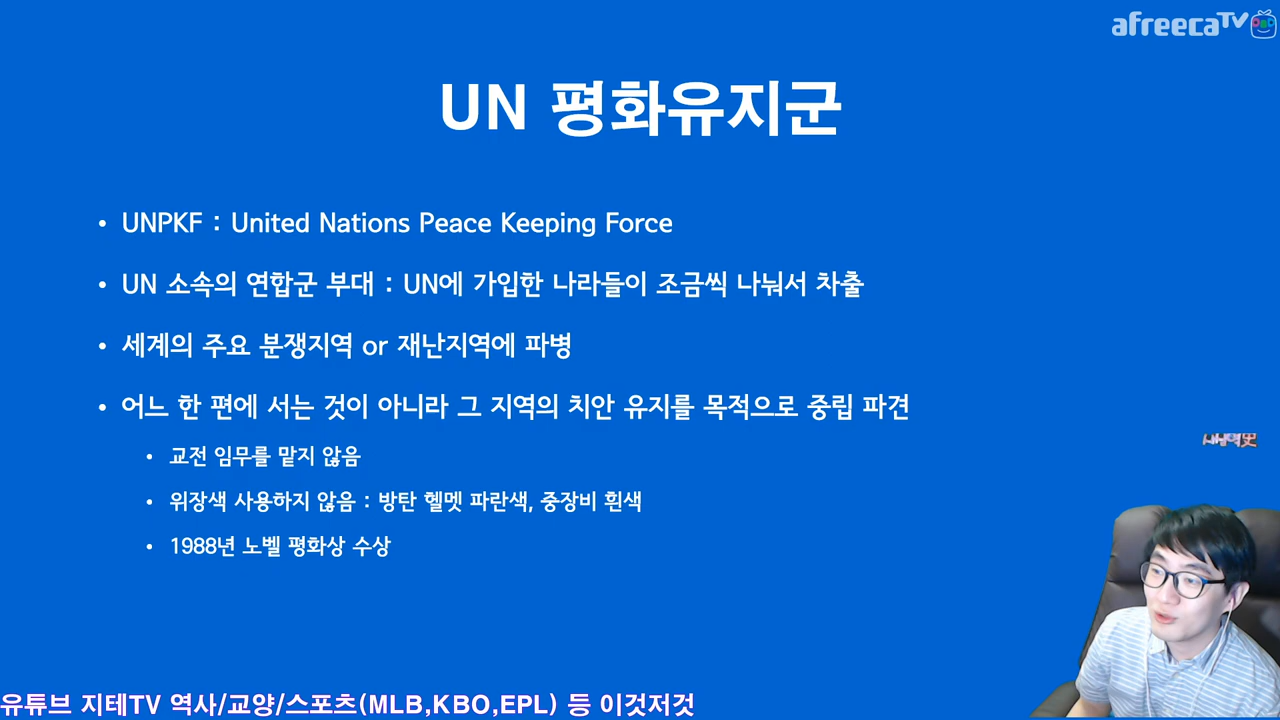 afreecaTV
UN 평화유지군
• UNPKF : United Nations Peace Keeping Force
• UN 소속의 연합군 부대 : UN에 가입한 나라들이 조금씩 나눠서 차출
• 세계의 주요 분쟁지역 or 재난지역에 파병
• 어느 한 편에 서는 것이 아니라 그 지역의 치안 유지를 목적으로 중립 파견
• 교전 임무를 맡지 않음
• 위장색 사용하지 않음 : 방탄 헬멧 파란색, 중장비 흰색
• 1988년 노벨 평화상 수상
유튜브 지테TV 역사/교양/스포츠(MLB,KBO,EPL) 등 이것저것